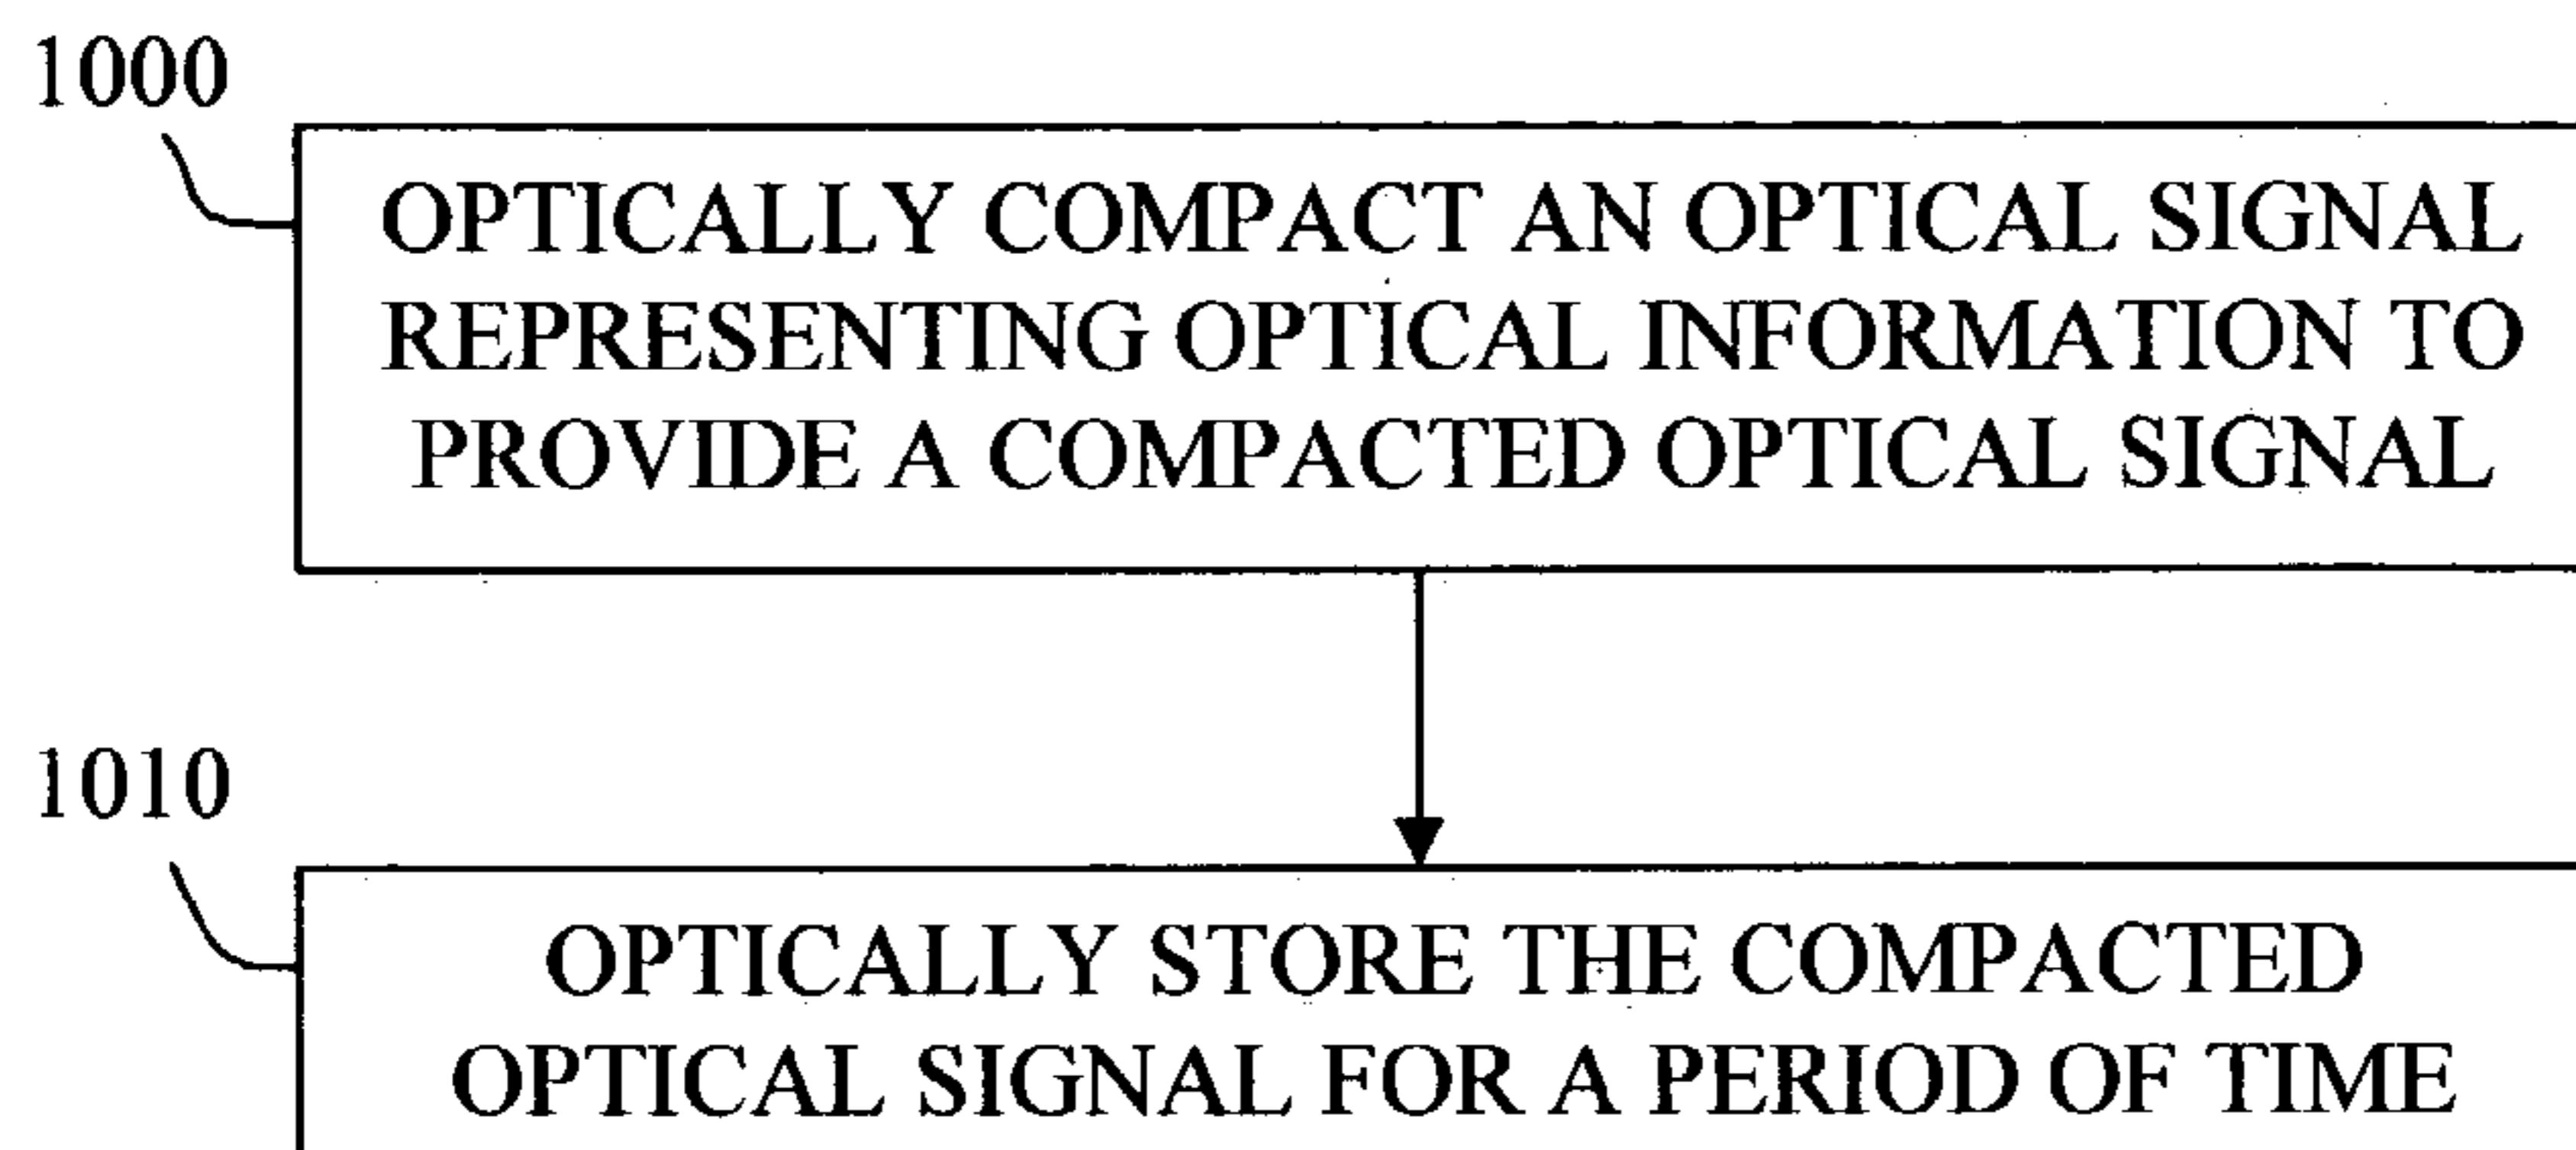 1000
OPTICALLY COMPACT AN OPTICAL SIGNAL
REPRESENTING OPTICAL INFORMATION TO
PROVIDE A COMPACTED OPTICAL SIGNAL
1010
OPTICALLY STORE THE COMPACTED
OPTICAL SIGNAL FOR A PERIOD OF TIME